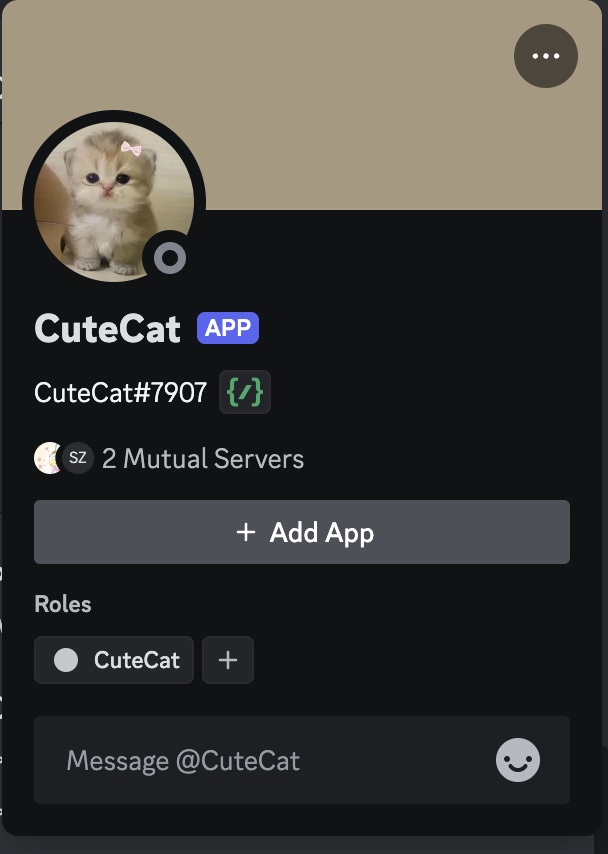 CuteCat APP
CuteCat#7907 {/}
SZ 2 Mutual Servers
+ Add App
Roles
CuteCat +
Message @CuteCat